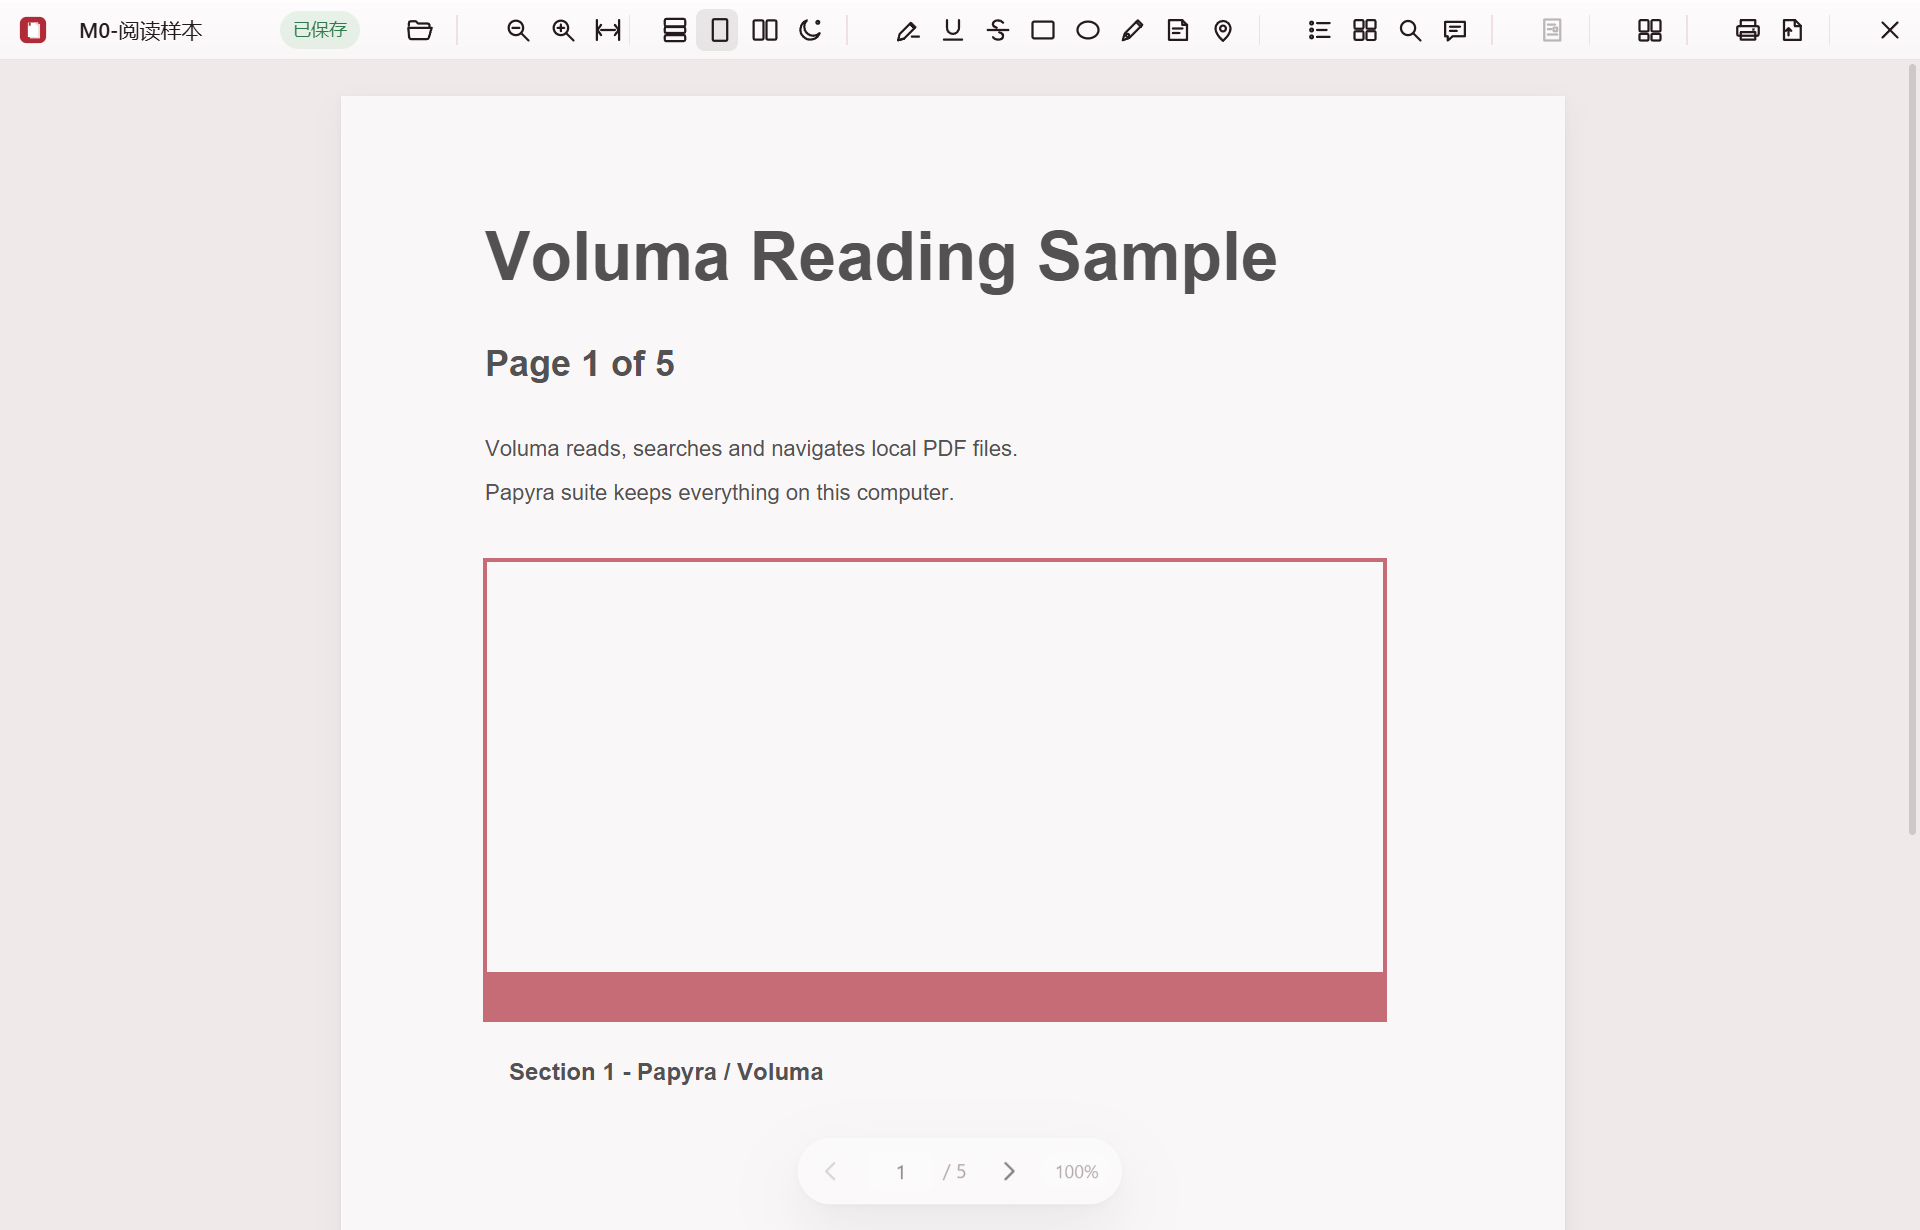 M0-阅读样本
已保存
Voluma Reading Sample
Page 1 of 5
Voluma reads, searches and navigates local PDF files.
Papyra suite keeps everything on this computer.
Section 1 - Papyra / Voluma
1 / 5 100%